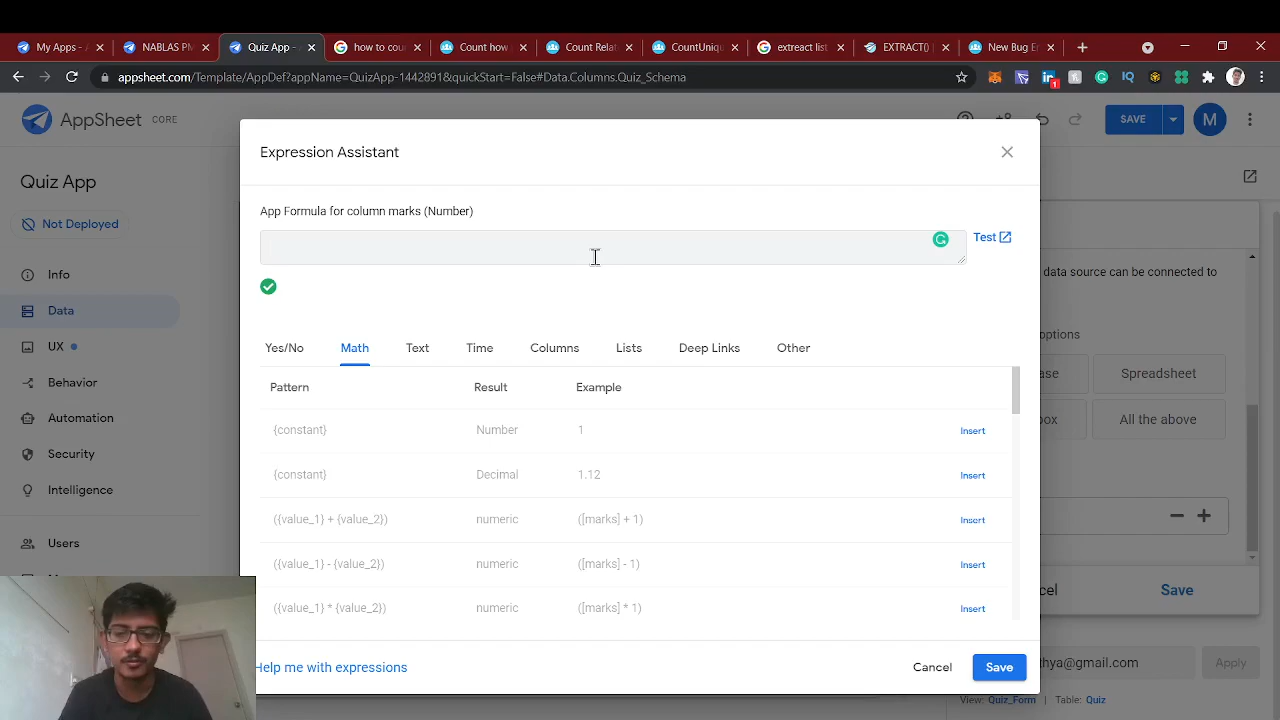 My Apps - A
NABLAS PM
Quiz App -
how to cou
Count how
Count Relat
CountUniqu
extreact list
EXTRACT()
New Bug E
appsheet.com/Template/AppDef?appName=QuizApp-1442891&quickStart=False#Data.Columns.Quiz_Schema
AppSheet CORE
SAVE
M
Quiz App
Not Deployed
Info
Data
UX
Behavior
Automation
Security
Intelligence
Users
Expression Assistant
App Formula for column marks (Number)
Test
Yes/No Math Text Time Columns Lists Deep Links Other
Pattern Result Example
{constant} Number 1 Insert
{constant} Decimal 1.12 Insert
({value_1} + {value_2}) numeric ([marks] + 1) Insert
({value_1} - {value_2}) numeric ([marks] - 1) Insert
({value_1} * {value_2}) numeric ([marks] * 1) Insert
Help me with expressions
Cancel
Save
data source can be connected to
options
ase
Spreadsheet
box
All the above
cel
Save
thya@gmail.com
Apply
View: Quiz_Form | Table: Quiz